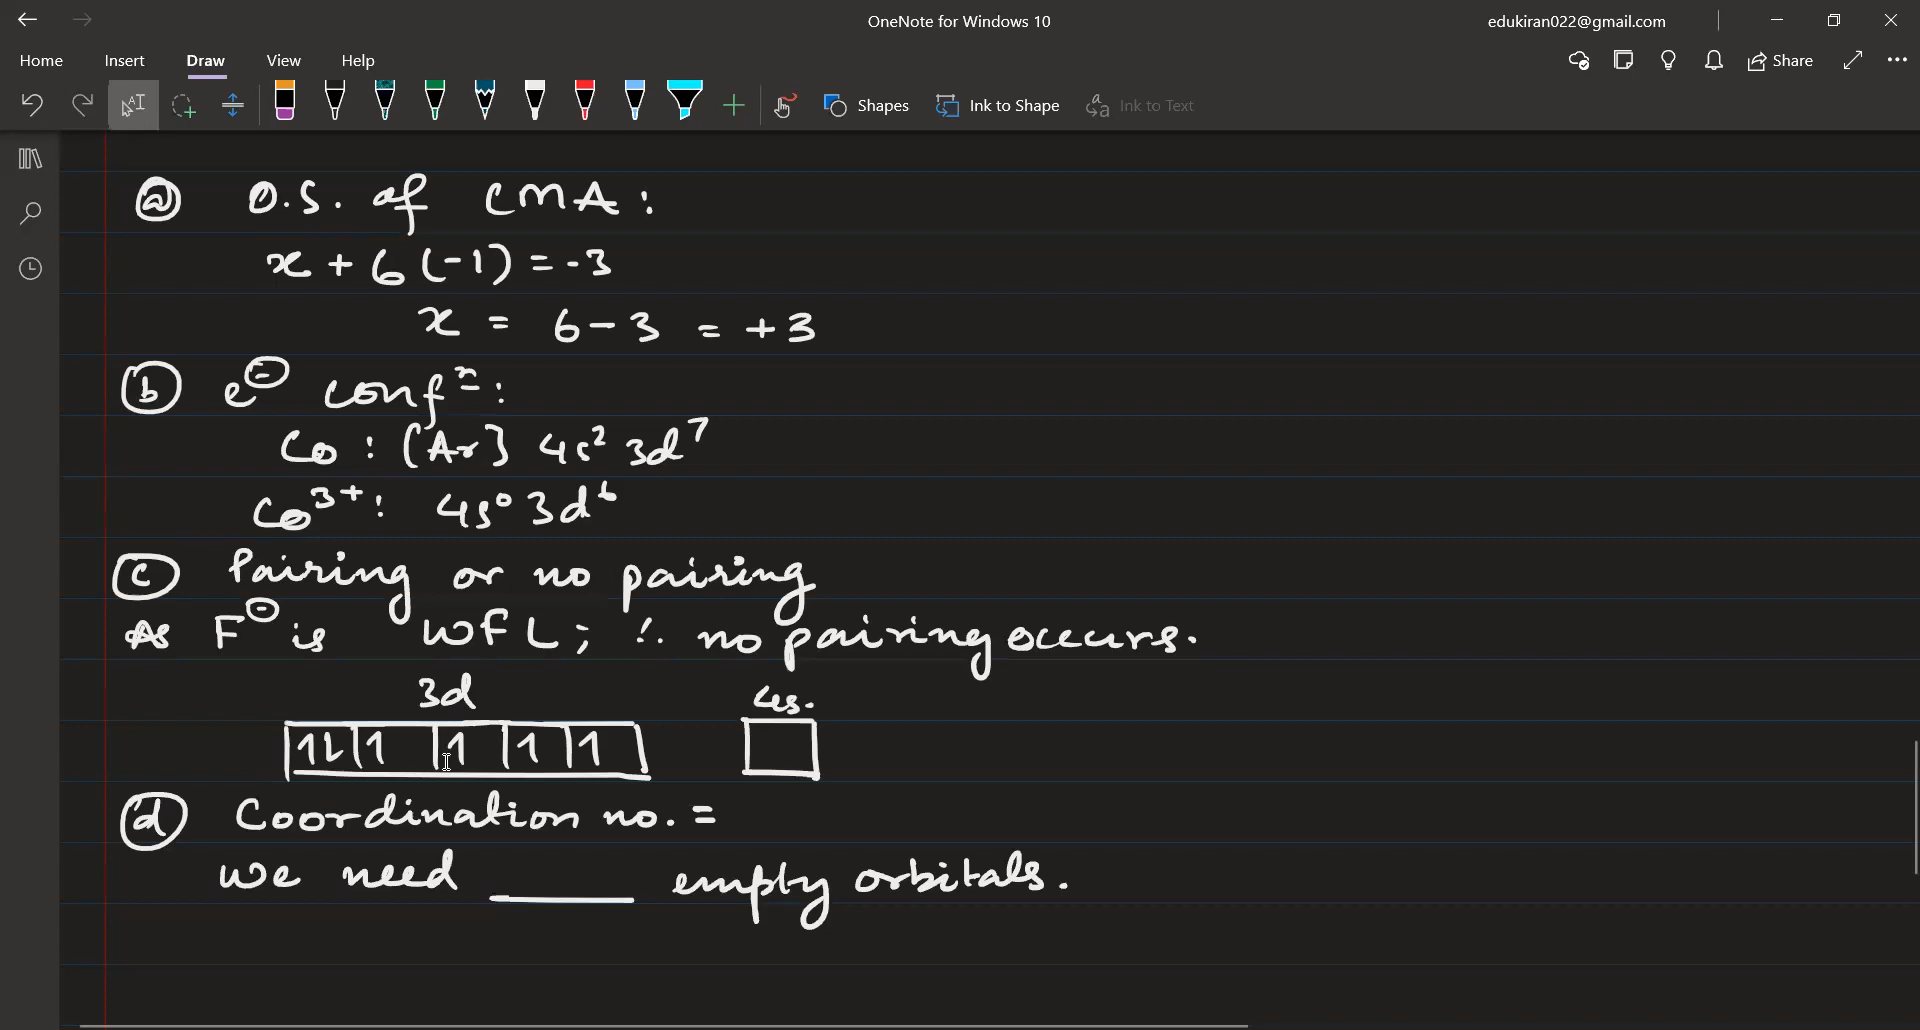 OneNote for Windows 10
edukiran022@gmail.com
Home Insert Draw View Help
Share
Shapes Ink to Shape Ink to Text
(a) O.S. of CMA :
x + 6 (-1) = -3
x = 6 - 3 = +3
(b) e⊖ confⁿ :
Co : [Ar] 4s² 3d⁷
Co³⁺ : 4s⁰ 3d⁶
(c) Pairing or no pairing
As F⊖ is WFL ; ∴ no pairing occurs.
3d 4s.
1L 1 1 1 1
(d) Coordination no. =
we need ____ empty orbitals.